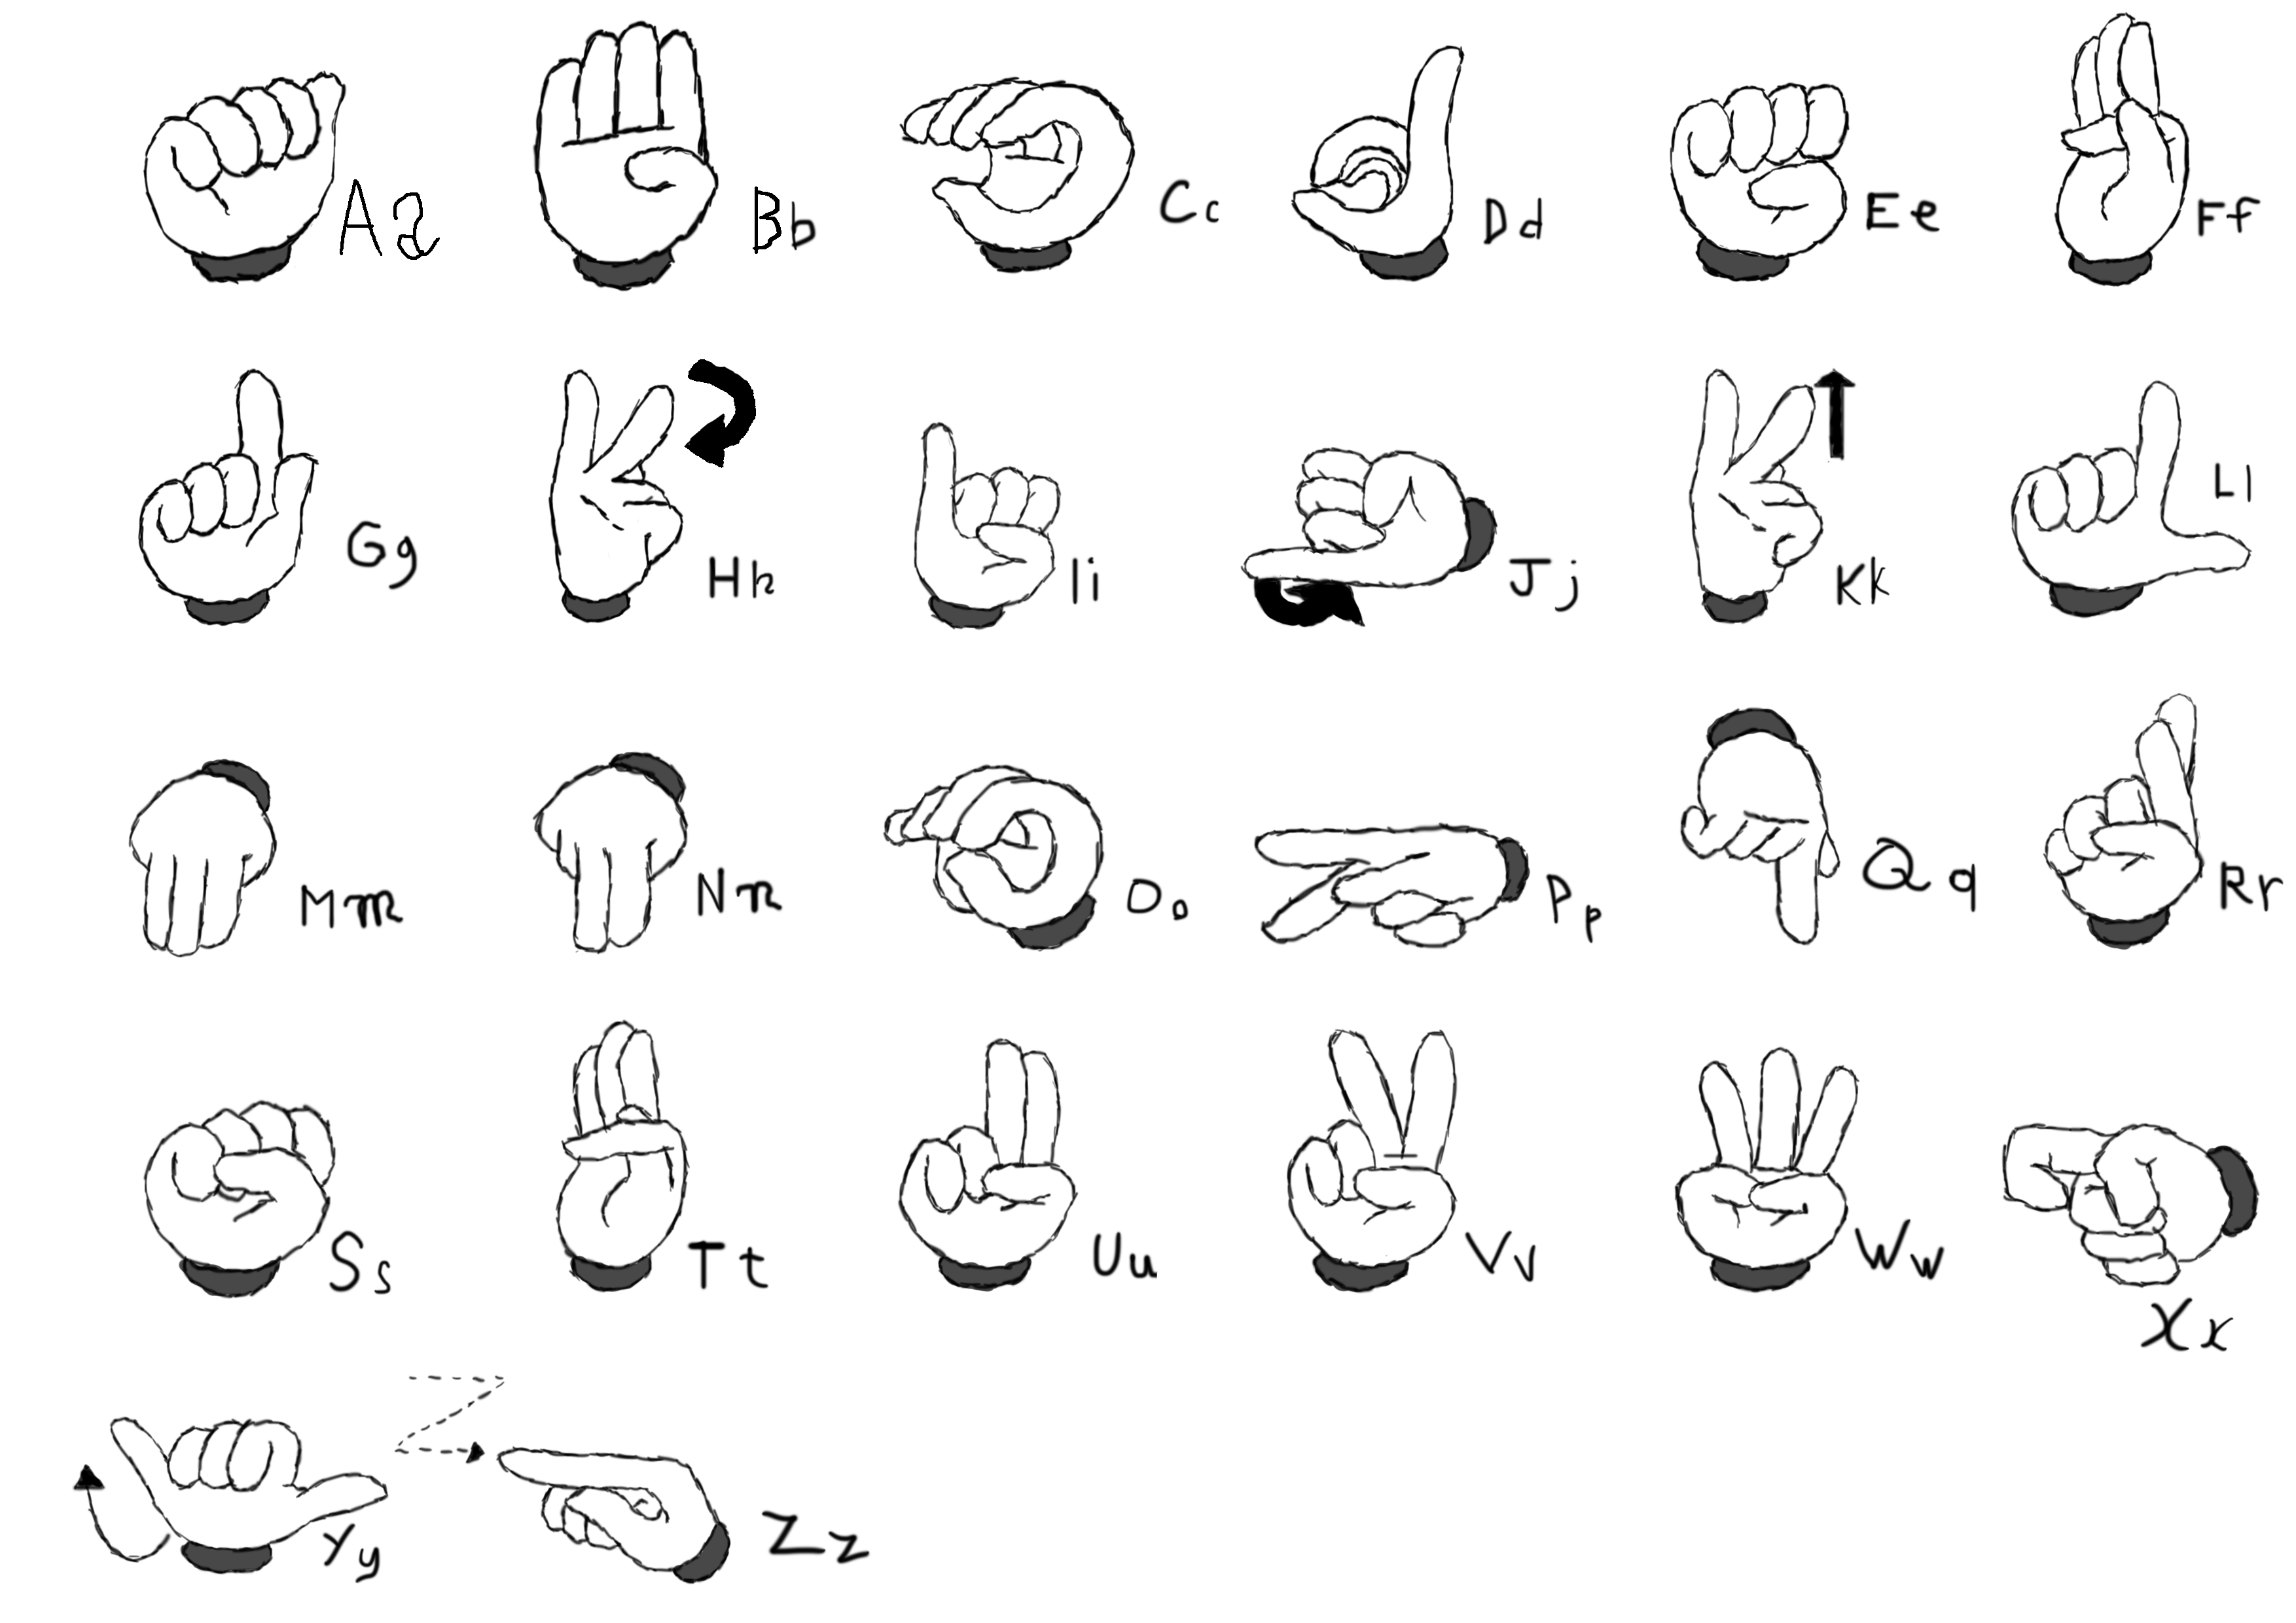 Aa Bb Cc Dd Ee Ff
Gg Hh Ii Jj Kk Ll
Mm Nn Oo Pp Qq Rr
Ss Tt Uu Vv Ww Xx
Yy Zz